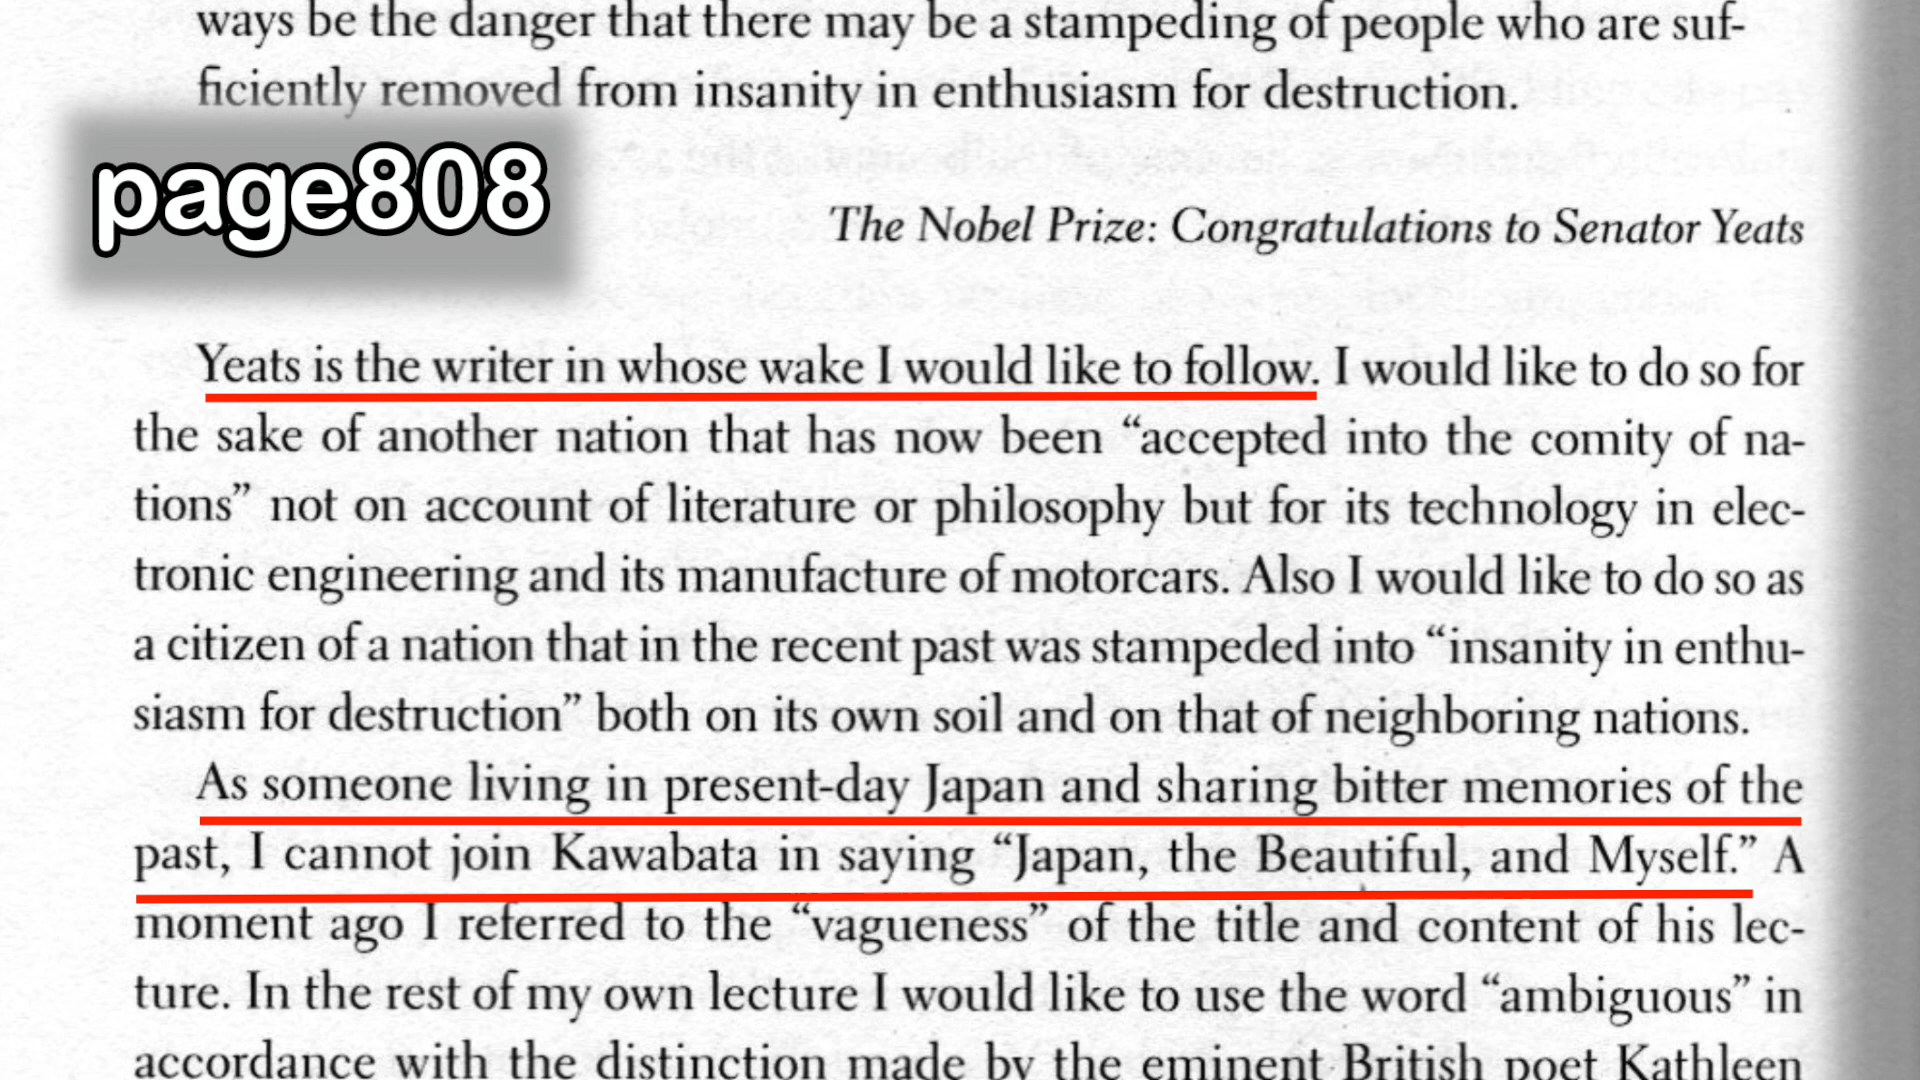 ways be the danger that there may be a stampeding of people who are suf-
ficiently removed from insanity in enthusiasm for destruction.
page808
The Nobel Prize: Congratulations to Senator Yeats
Yeats is the writer in whose wake I would like to follow. I would like to do so for
the sake of another nation that has now been “accepted into the comity of na-
tions” not on account of literature or philosophy but for its technology in elec-
tronic engineering and its manufacture of motorcars. Also I would like to do so as
a citizen of a nation that in the recent past was stampeded into “insanity in enthu-
siasm for destruction” both on its own soil and on that of neighboring nations.
As someone living in present-day Japan and sharing bitter memories of the
past, I cannot join Kawabata in saying “Japan, the Beautiful, and Myself.” A
moment ago I referred to the “vagueness” of the title and content of his lec-
ture. In the rest of my own lecture I would like to use the word “ambiguous” in
accordance with the distinction made by the eminent British poet Kathleen